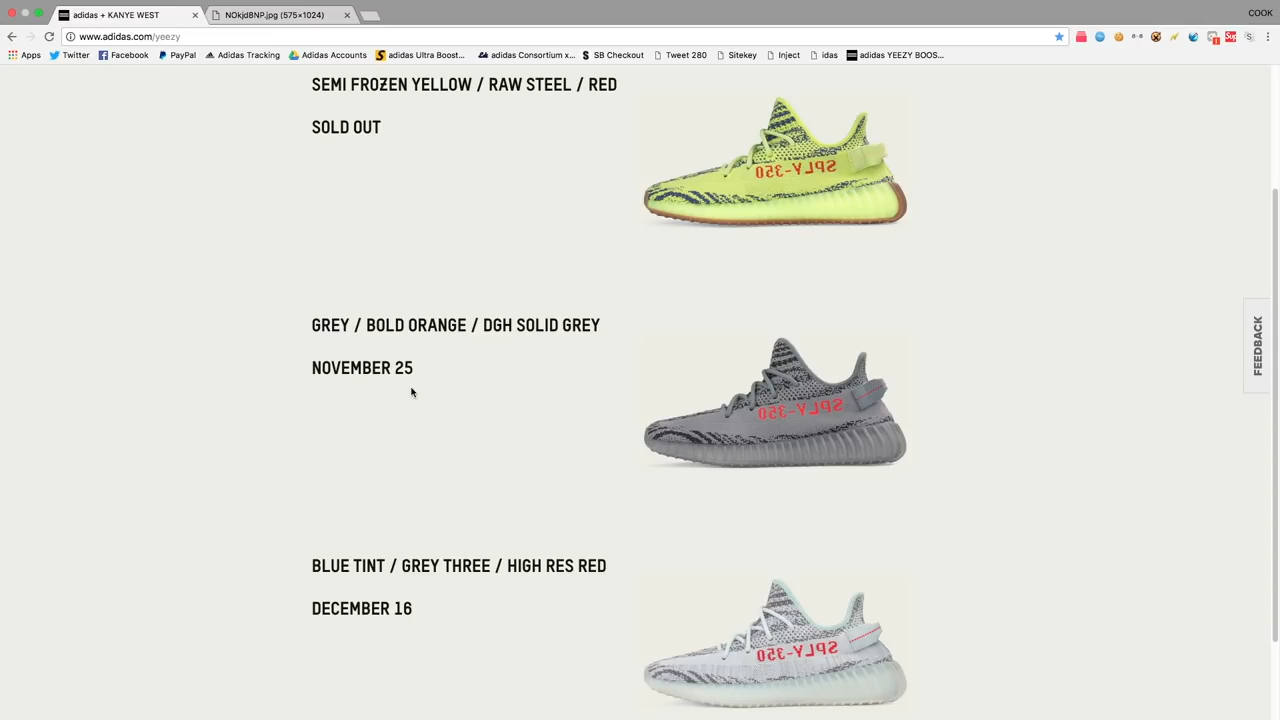 adidas + KANYE WEST
NOkjd8NP.jpg (575×1024)
COOK
www.adidas.com/yeezy
Apps
Twitter
Facebook
PayPal
Adidas Tracking
Adidas Accounts
adidas Ultra Boost...
adidas Consortium x...
SB Checkout
Tweet 280
Sitekey
Inject
idas
adidas YEEZY BOOS...
SEMI FROZEN YELLOW / RAW STEEL / RED
SOLD OUT
SPLY-350
GREY / BOLD ORANGE / DGH SOLID GREY
NOVEMBER 25
SPLY-350
FEEDBACK
BLUE TINT / GREY THREE / HIGH RES RED
DECEMBER 16
SPLY-350